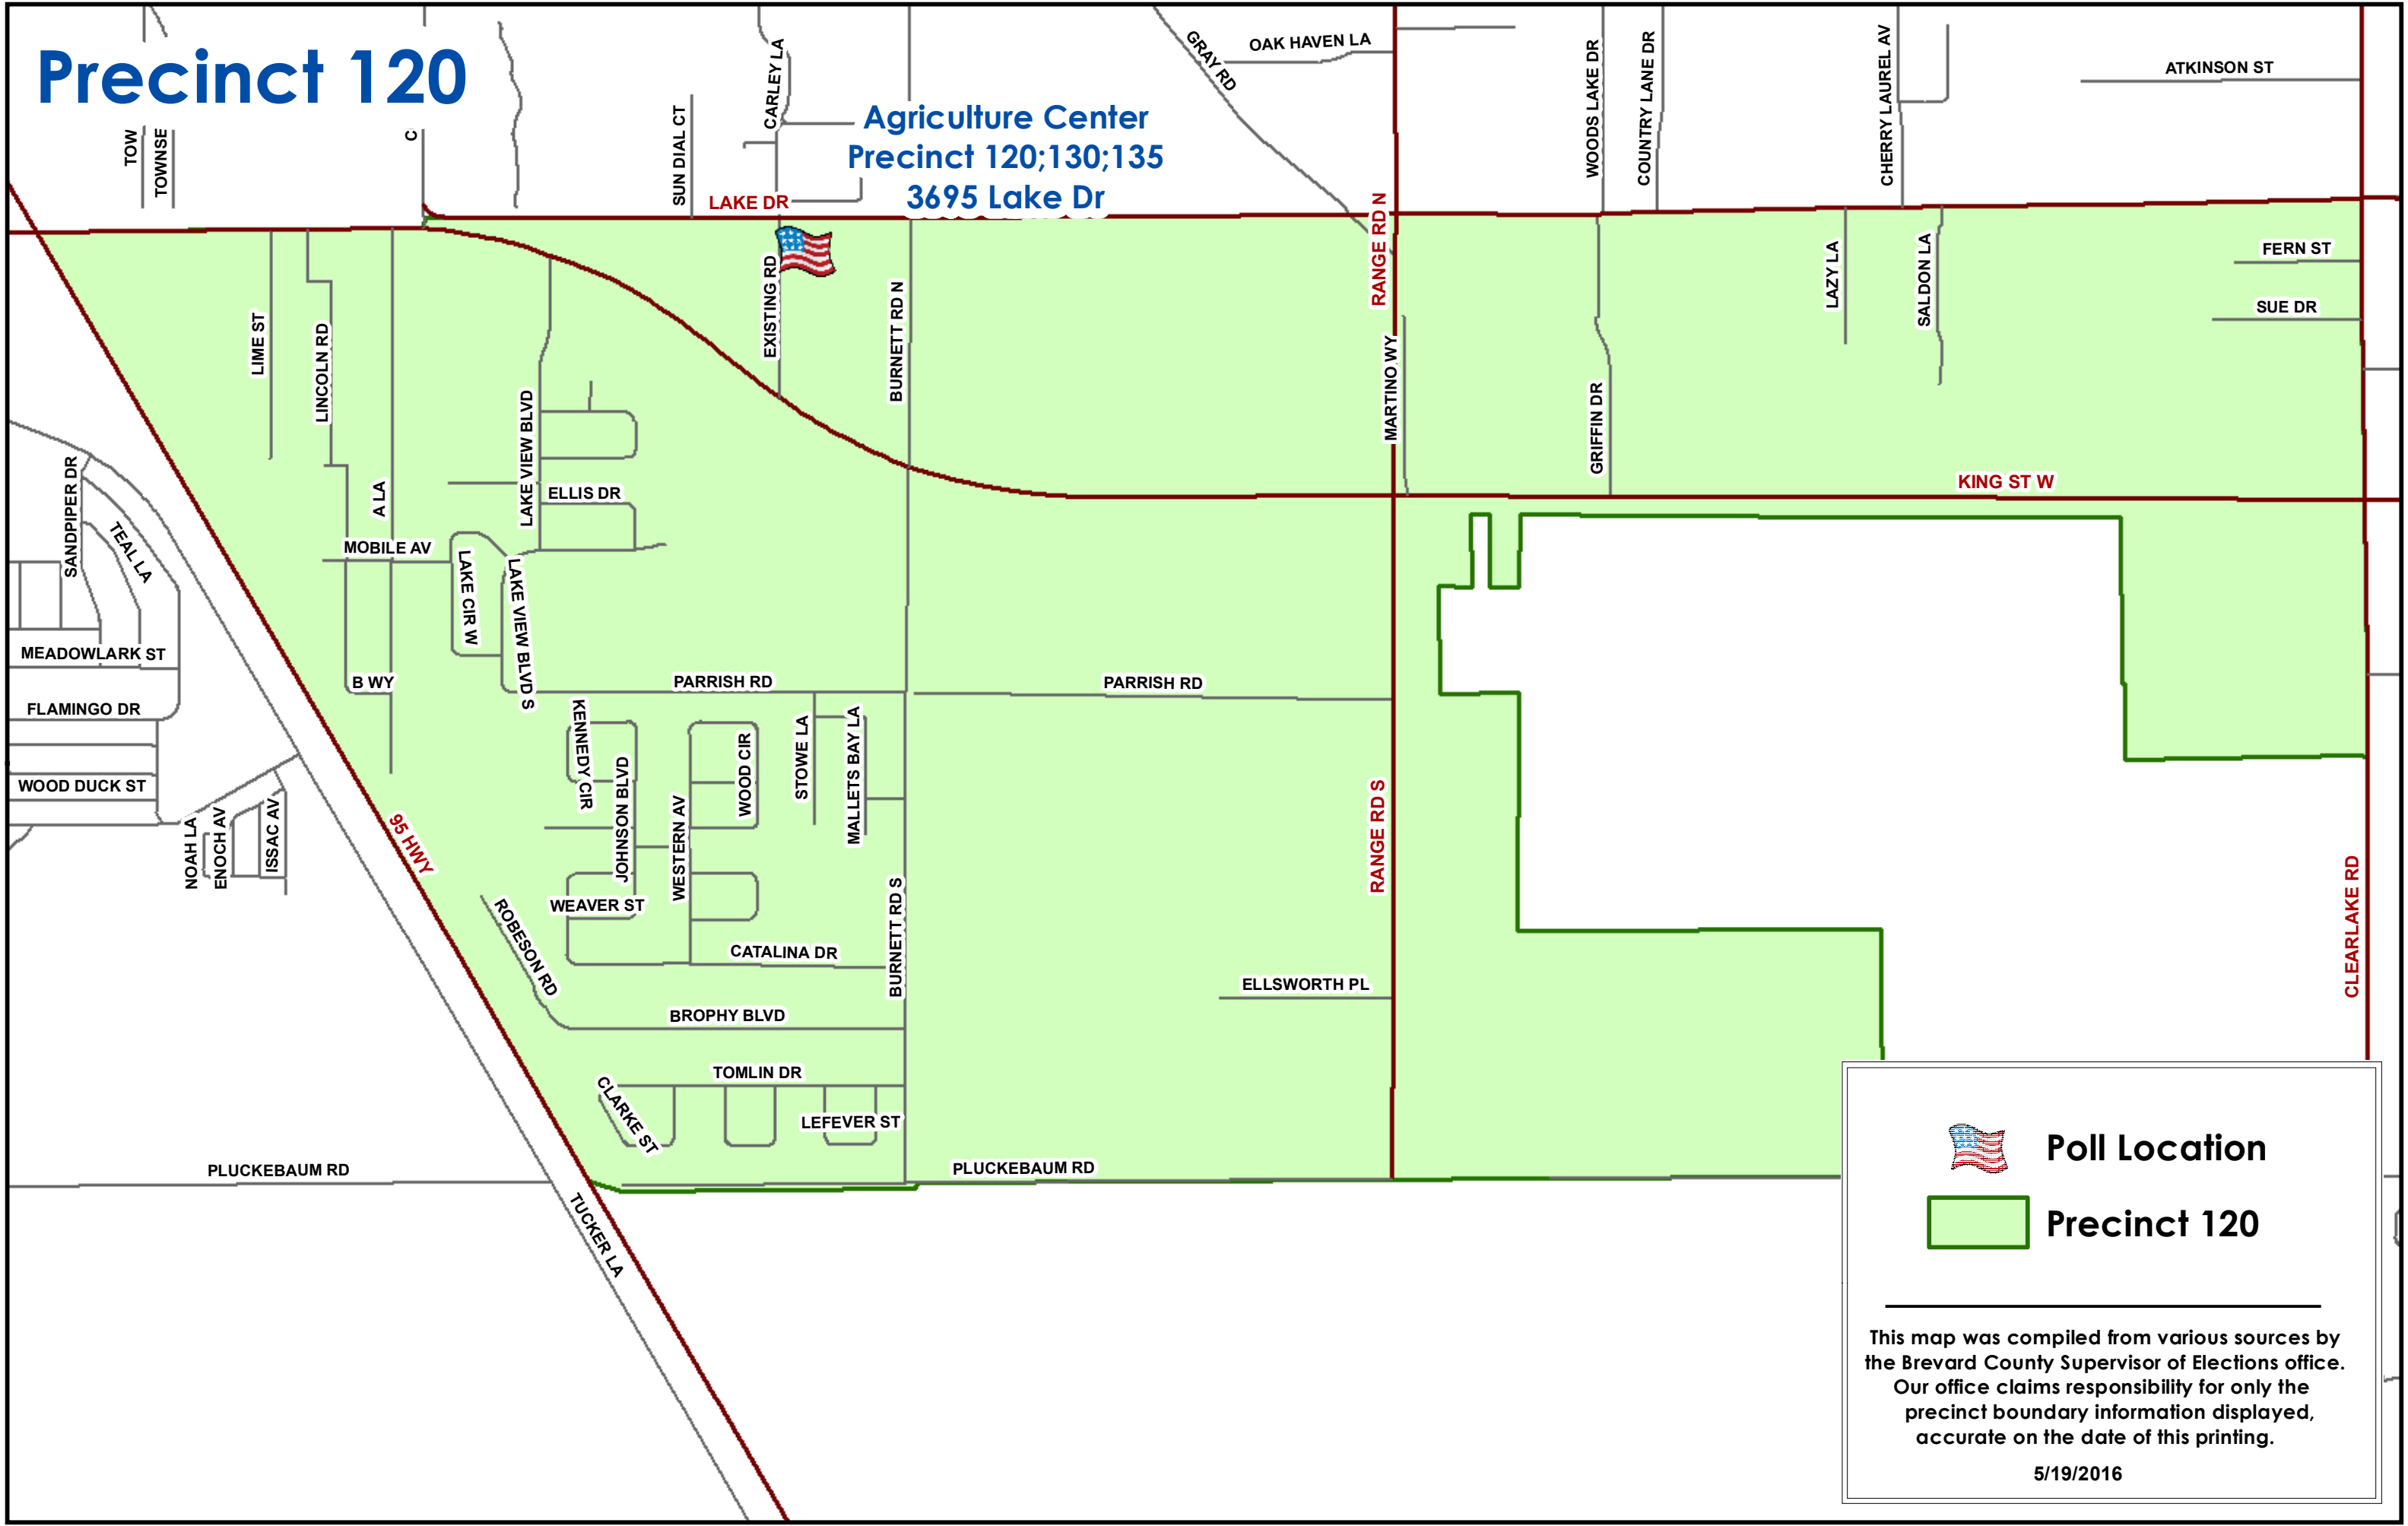 Precinct 120
Agriculture Center
Precinct 120;130;135
3695 Lake Dr
TOW
TOWNSE
C
SUN DIAL CT
CARLEY LA
GRAY RD
OAK HAVEN LA
WOODS LAKE DR
COUNTRY LANE DR
CHERRY LAUREL AV
ATKINSON ST
LAKE DR
RANGE RD N
LIME ST
LINCOLN RD
A LA
LAKE VIEW BLVD
EXISTING RD
BURNETT RD N
MARTINO WY
GRIFFIN DR
LAZY LA
SALDON LA
FERN ST
SUE DR
KING ST W
SANDPIPER DR
TEAL LA
ELLIS DR
MOBILE AV
LAKE CIR W
LAKE VIEW BLVD S
MEADOWLARK ST
B WY
PARRISH RD
PARRISH RD
FLAMINGO DR
KENNEDY CIR
JOHNSON BLVD
WESTERN AV
WOOD CIR
STOWE LA
MALLETS BAY LA
WOOD DUCK ST
NOAH LA
ENOCH AV
ISSAC AV
95 HWY
RANGE RD S
CLEARLAKE RD
WEAVER ST
ROBESON RD
CATALINA DR
BURNETT RD S
ELLSWORTH PL
BROPHY BLVD
TOMLIN DR
CLARKE ST
LEFEVER ST
PLUCKEBAUM RD
PLUCKEBAUM RD
TUCKER LA
Poll Location
Precinct 120
This map was compiled from various sources by
the Brevard County Supervisor of Elections office.
Our office claims responsibility for only the
precinct boundary information displayed,
accurate on the date of this printing.
5/19/2016